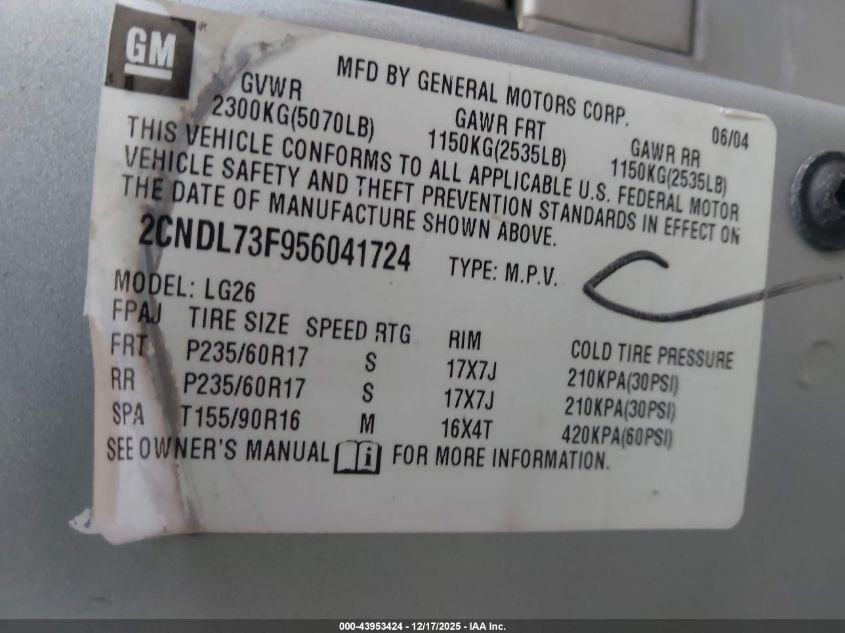 GM
MFD BY GENERAL MOTORS CORP.
06/04
GVWR GAWR FRT GAWR RR
2300KG(5070LB) 1150KG(2535LB) 1150KG(2535LB)
THIS VEHICLE CONFORMS TO ALL APPLICABLE U.S. FEDERAL MOTOR
VEHICLE SAFETY AND THEFT PREVENTION STANDARDS IN EFFECT ON
THE DATE OF MANUFACTURE SHOWN ABOVE.
2CNDL73F956041724 TYPE: M.P.V.
MODEL: LG26
FPAJ TIRE SIZE SPEED RTG RIM COLD TIRE PRESSURE
FRT P235/60R17 S 17X7J 210KPA(30PSI)
RR P235/60R17 S 17X7J 210KPA(30PSI)
SPA T155/90R16 M 16X4T 420KPA(60PSI)
SEE OWNER'S MANUAL i FOR MORE INFORMATION.
000-43953424 - 12/17/2025 - IAA Inc.